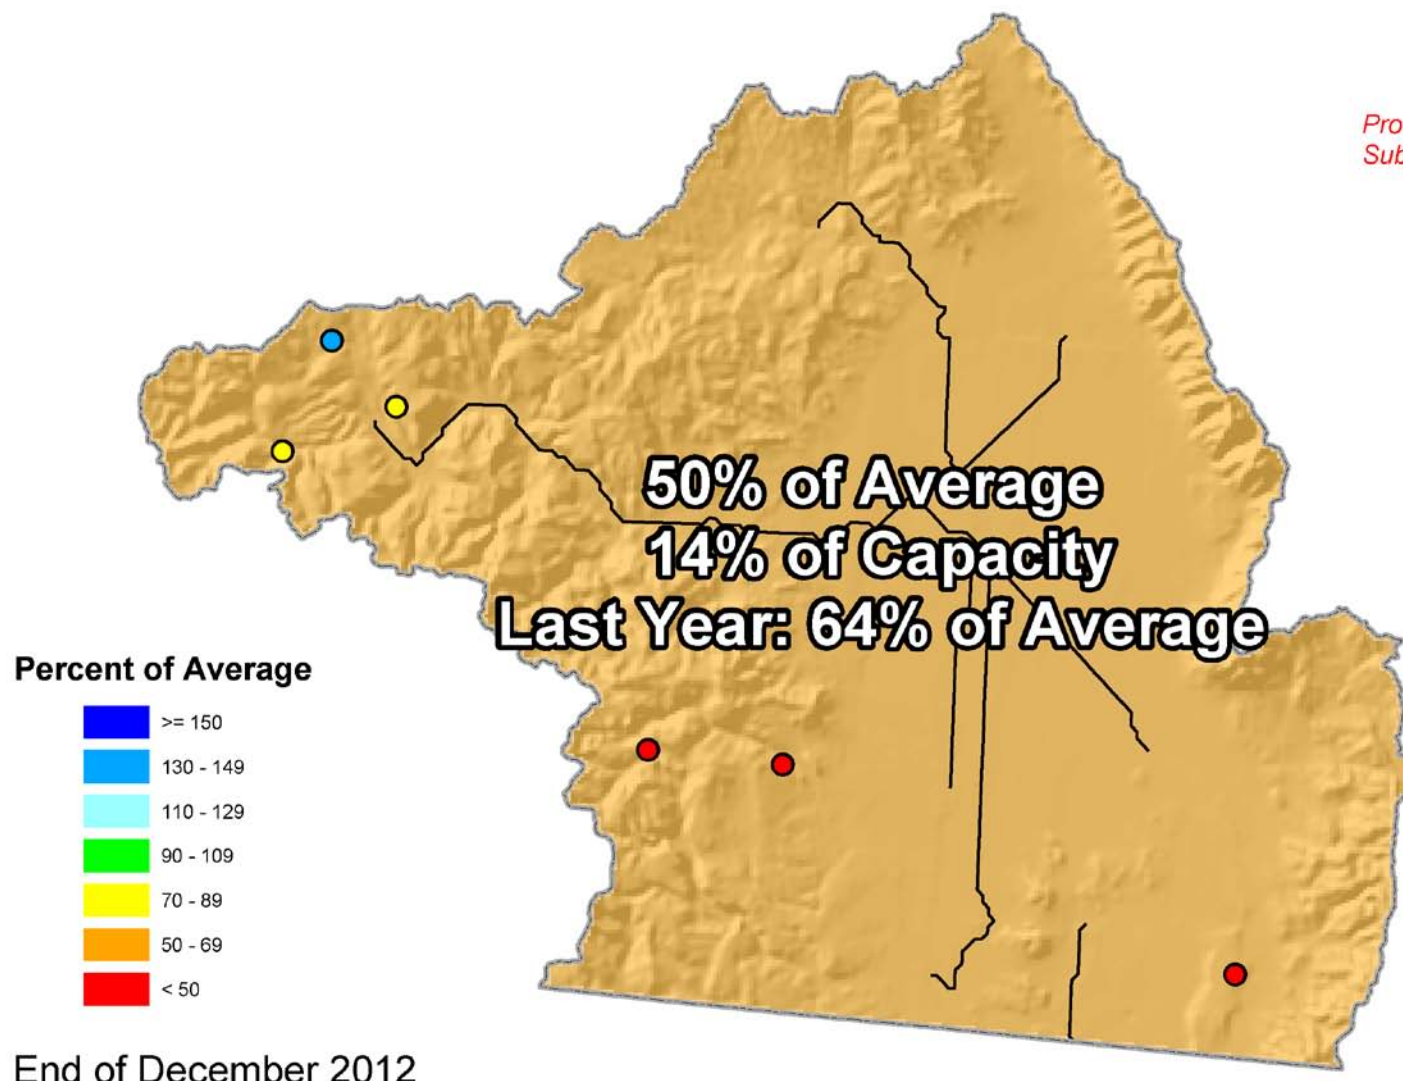 50% of Average
14% of Capacity
Last Year: 64% of Average
Percent of Average
>= 150
130 - 149
110 - 129
90 - 109
70 - 89
50 - 69
< 50
End of December 2012